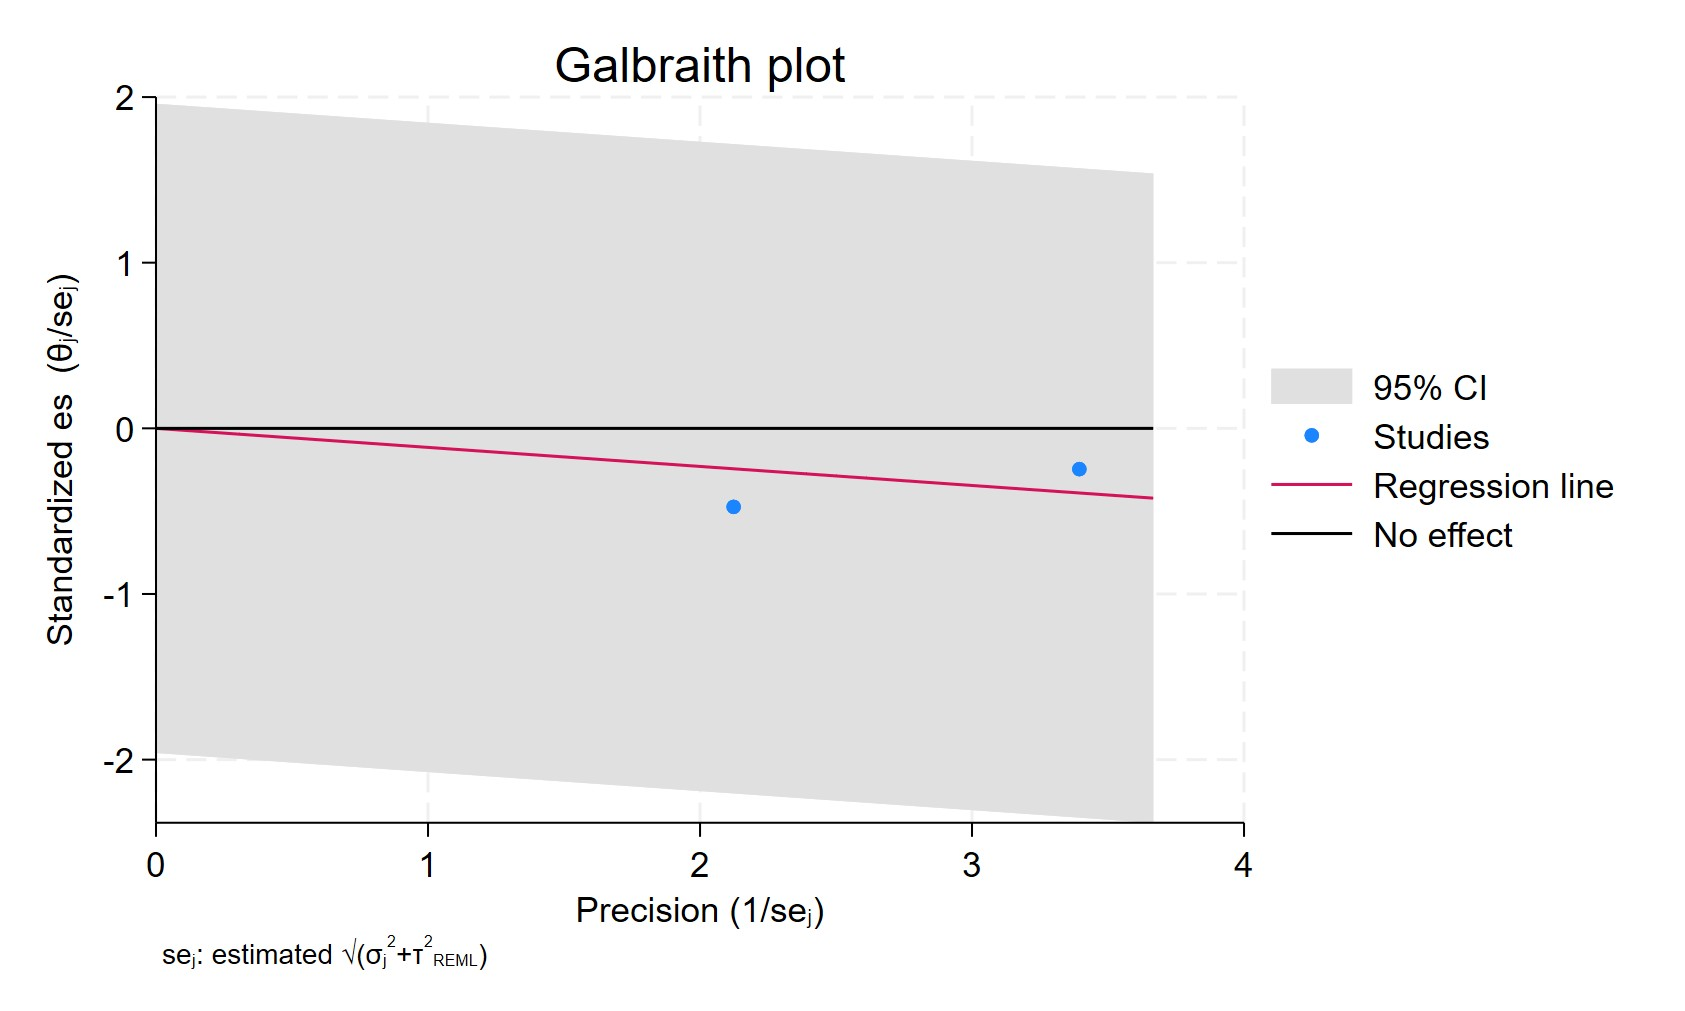 Galbraith plot
2
1
0
-1
-2
Standardized es (θⱼ/seⱼ)
0 1 2 3 4
Precision (1/seⱼ)
seⱼ: estimated √(σⱼ²+τ²REML)
95% CI
Studies
Regression line
No effect